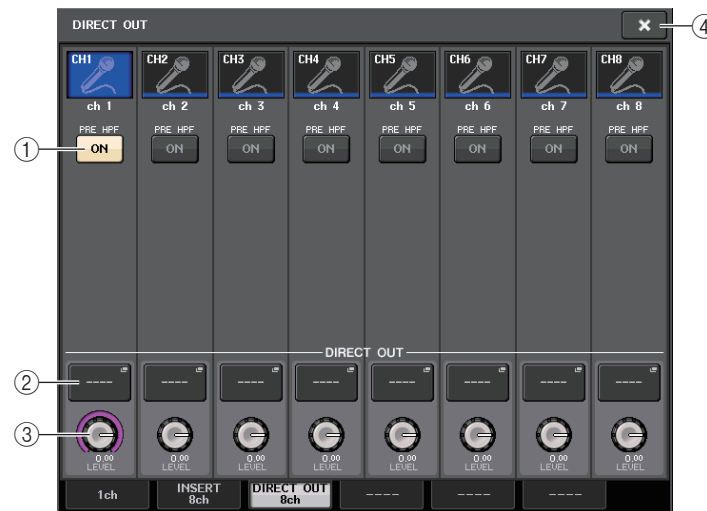 DIRECT OUT
CH1 CH2 CH3 CH4 CH5 CH6 CH7 CH8
ch 1 ch 2 ch 3 ch 4 ch 5 ch 6 ch 7 ch 8
PRE HPF PRE HPF PRE HPF PRE HPF PRE HPF PRE HPF PRE HPF PRE HPF
① ON ON ON ON ON ON ON ON
DIRECT OUT
② ---- ---- ---- ---- ---- ---- ---- ----
③
0.00 0.00 0.00 0.00 0.00 0.00 0.00 0.00
LEVEL LEVEL LEVEL LEVEL LEVEL LEVEL LEVEL LEVEL
1ch INSERT 8ch DIRECT OUT 8ch ---- ---- ----
④